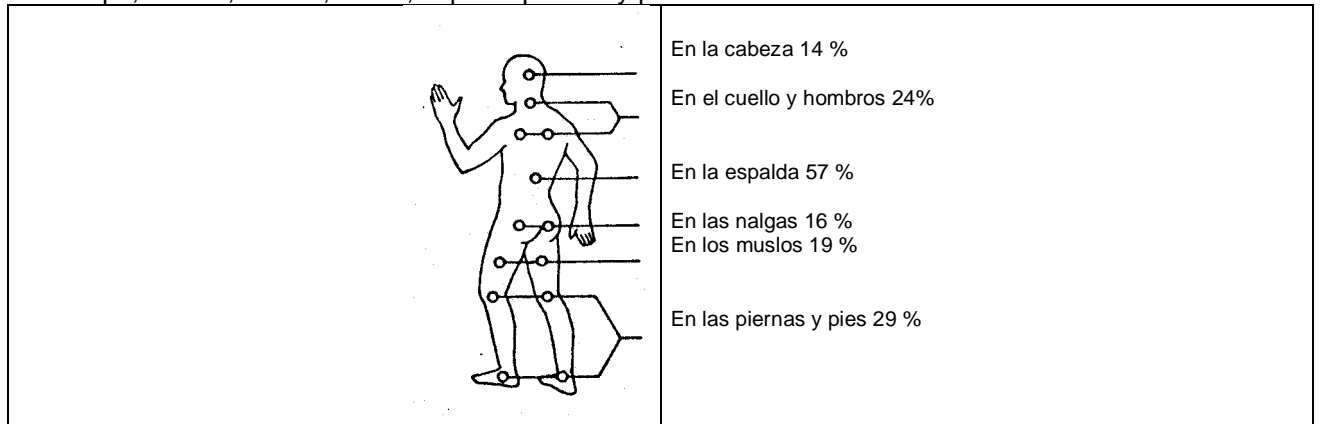 En la cabeza 14 %
En el cuello y hombros 24%
En la espalda 57 %
En las nalgas 16 %
En los muslos 19 %
En las piernas y pies 29 %